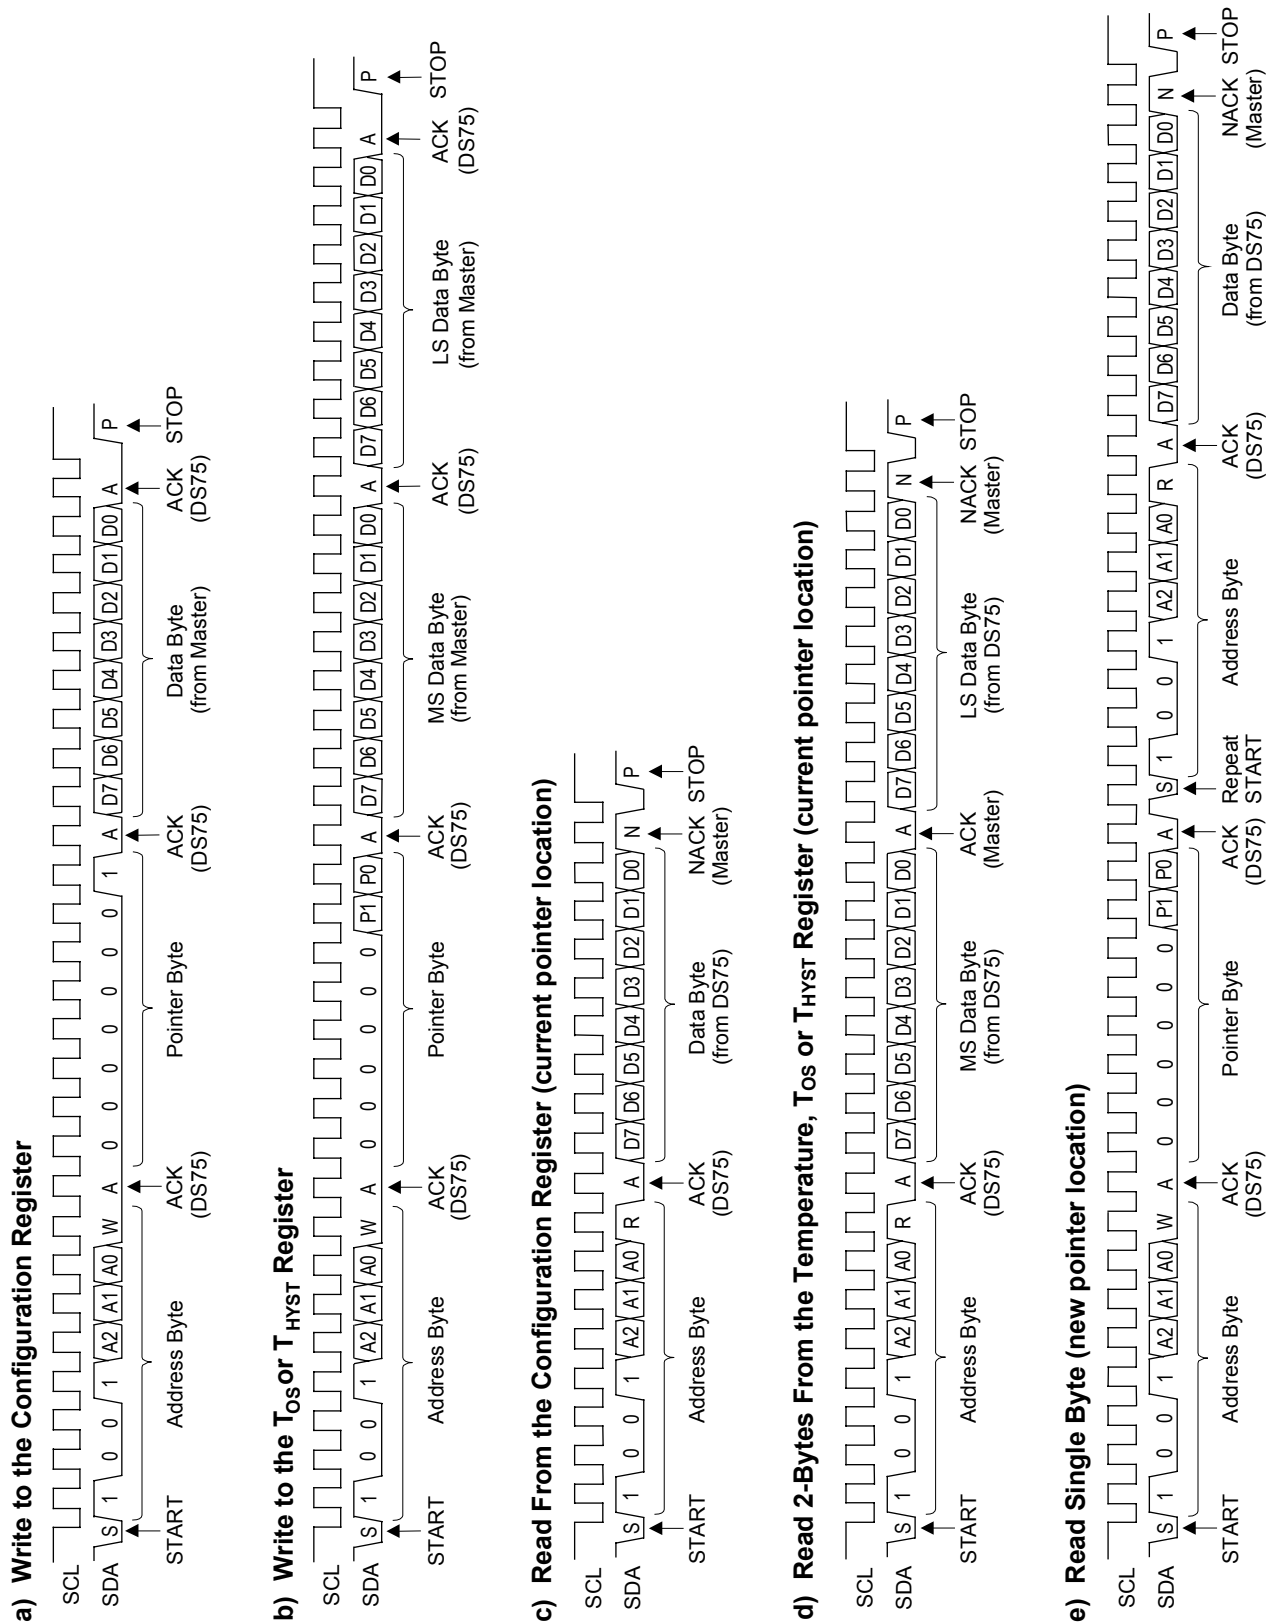 a) Write to the Configuration Register
SCL
SDA S 1 0 0 1 A2 A1 A0 W A 0 0 0 0 0 0 0 1 A D7 D6 D5 D4 D3 D2 D1 D0 A P
START Address Byte ACK Pointer Byte ACK Data Byte ACK STOP
(DS75) (DS75) (from Master) (DS75)
b) Write to the TOS or THYST Register
SCL
SDA S 1 0 0 1 A2 A1 A0 W A 0 0 0 0 0 0 P1 P0 A D7 D6 D5 D4 D3 D2 D1 D0 A D7 D6 D5 D4 D3 D2 D1 D0 A P
START Address Byte ACK Pointer Byte ACK MS Data Byte ACK LS Data Byte ACK STOP
(DS75) (DS75) (from Master) (DS75) (from Master) (DS75)
c) Read From the Configuration Register (current pointer location)
SCL
SDA S 1 0 0 1 A2 A1 A0 R A D7 D6 D5 D4 D3 D2 D1 D0 N P
START Address Byte ACK Data Byte NACK STOP
(DS75) (from DS75) (Master)
d) Read 2-Bytes From the Temperature, TOS or THYST Register (current pointer location)
SCL
SDA S 1 0 0 1 A2 A1 A0 R A D7 D6 D5 D4 D3 D2 D1 D0 A D7 D6 D5 D4 D3 D2 D1 D0 N P
START Address Byte ACK MS Data Byte ACK LS Data Byte NACK STOP
(DS75) (from DS75) (Master) (from DS75) (Master)
e) Read Single Byte (new pointer location)
SCL
SDA S 1 0 0 1 A2 A1 A0 W A 0 0 0 0 0 0 P1 P0 A S 1 0 0 1 A2 A1 A0 R A D7 D6 D5 D4 D3 D2 D1 D0 N P
START Address Byte ACK Pointer Byte ACK Repeat Address Byte ACK Data Byte NACK STOP
(DS75) (DS75) START (DS75) (from DS75) (Master)